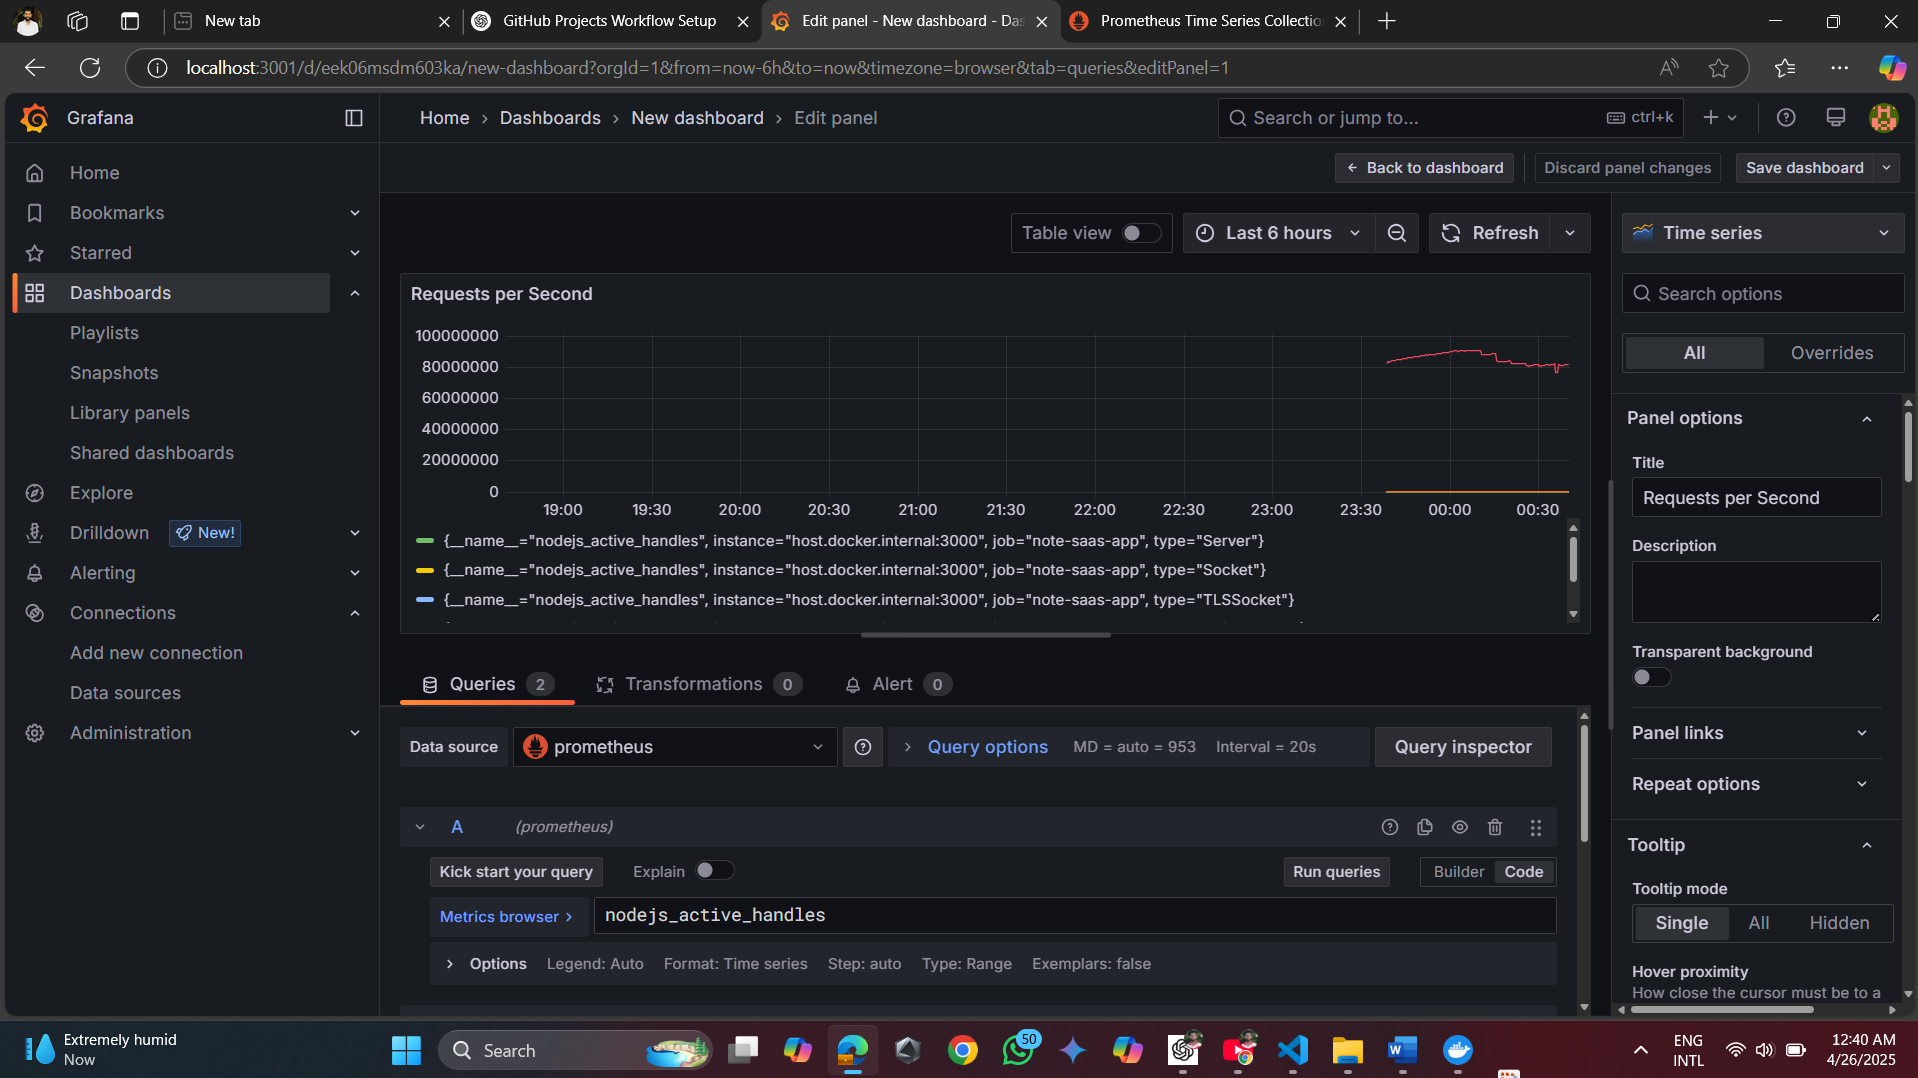 New tab
GitHub Projects Workflow Setup
Edit panel - New dashboard - Das
Prometheus Time Series Collectio
localhost:3001/d/eek06msdm603ka/new-dashboard?orgId=1&from=now-6h&to=now&timezone=browser&tab=queries&editPanel=1
Grafana
Home › Dashboards › New dashboard › Edit panel
Search or jump to...
ctrl+k
Back to dashboard
Discard panel changes
Save dashboard
Home
Bookmarks
Starred
Dashboards
Playlists
Snapshots
Library panels
Shared dashboards
Explore
Drilldown
New!
Alerting
Connections
Add new connection
Data sources
Administration
Table view
Last 6 hours
Refresh
Requests per Second
100000000
80000000
60000000
40000000
20000000
0
19:00 19:30 20:00 20:30 21:00 21:30 22:00 22:30 23:00 23:30 00:00 00:30
{__name__="nodejs_active_handles", instance="host.docker.internal:3000", job="note-saas-app", type="Server"}
{__name__="nodejs_active_handles", instance="host.docker.internal:3000", job="note-saas-app", type="Socket"}
{__name__="nodejs_active_handles", instance="host.docker.internal:3000", job="note-saas-app", type="TLSSocket"}
Queries 2
Transformations 0
Alert 0
Data source
prometheus
Query options
MD = auto = 953
Interval = 20s
Query inspector
A
(prometheus)
Kick start your query
Explain
Run queries
Builder
Code
Metrics browser >
nodejs_active_handles
Options
Legend: Auto
Format: Time series
Step: auto
Type: Range
Exemplars: false
Time series
Search options
All
Overrides
Panel options
Title
Requests per Second
Description
Transparent background
Panel links
Repeat options
Tooltip
Tooltip mode
Single
All
Hidden
Hover proximity
How close the cursor must be to a
Extremely humid
Now
Search
50
ENG
INTL
12:40 AM
4/26/2025